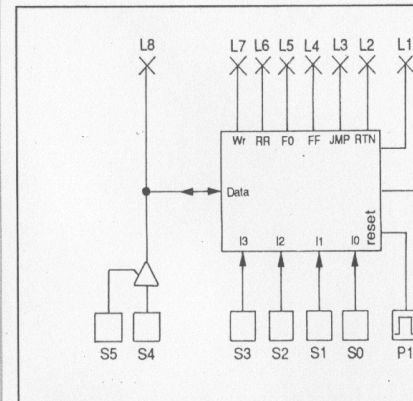 L8 L7 L6 L5 L4 L3 L2 L1
Wr RR F0 FF JMP RTN
Data
reset
I3 I2 I1 I0
S5 S4 S3 S2 S1 S0 P1